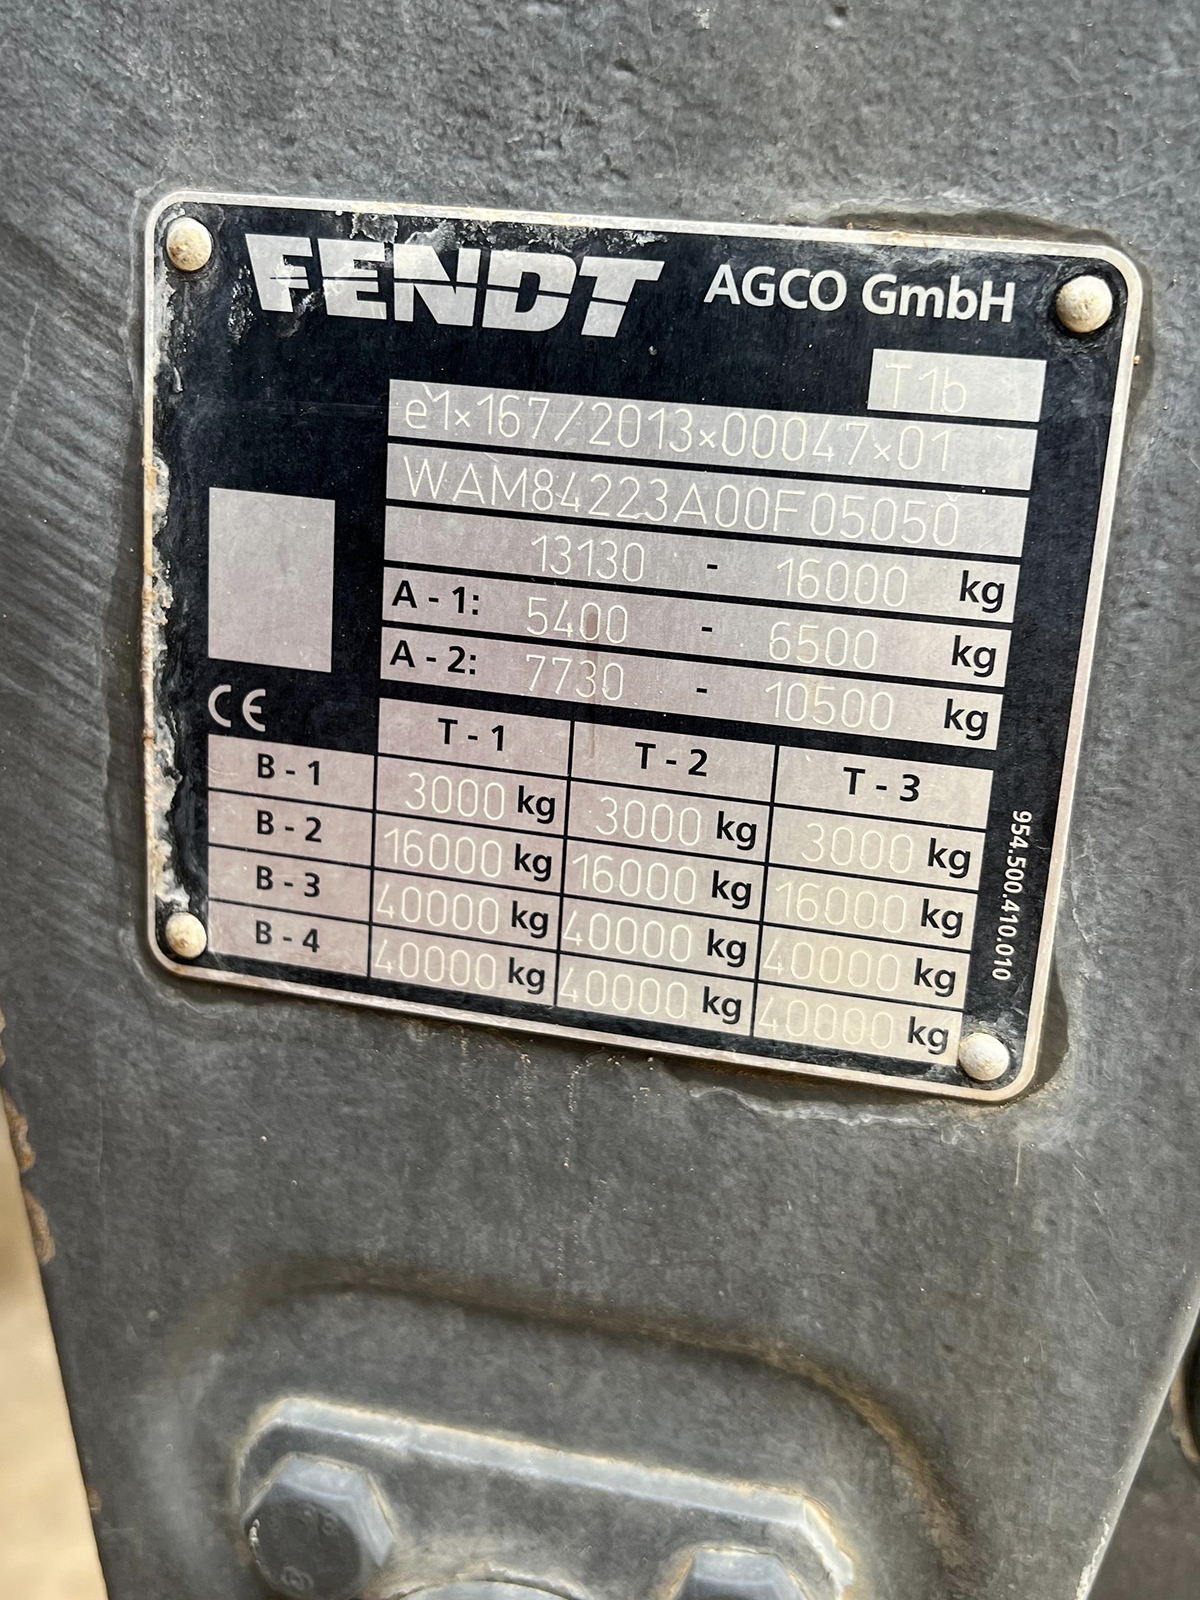 FENDT AGCO GmbH
T1b
e1×167/2013×00047×01
WAM84223A00F05050
13130 - 16000 kg
A - 1: 5400 - 6500 kg
A - 2: 7730 - 10500 kg
CE
T - 1 T - 2 T - 3
B - 1 3000 kg 3000 kg 3000 kg
B - 2 16000 kg 16000 kg 16000 kg
B - 3 40000 kg 40000 kg 40000 kg
B - 4 40000 kg 40000 kg 40000 kg
954.500.410.010